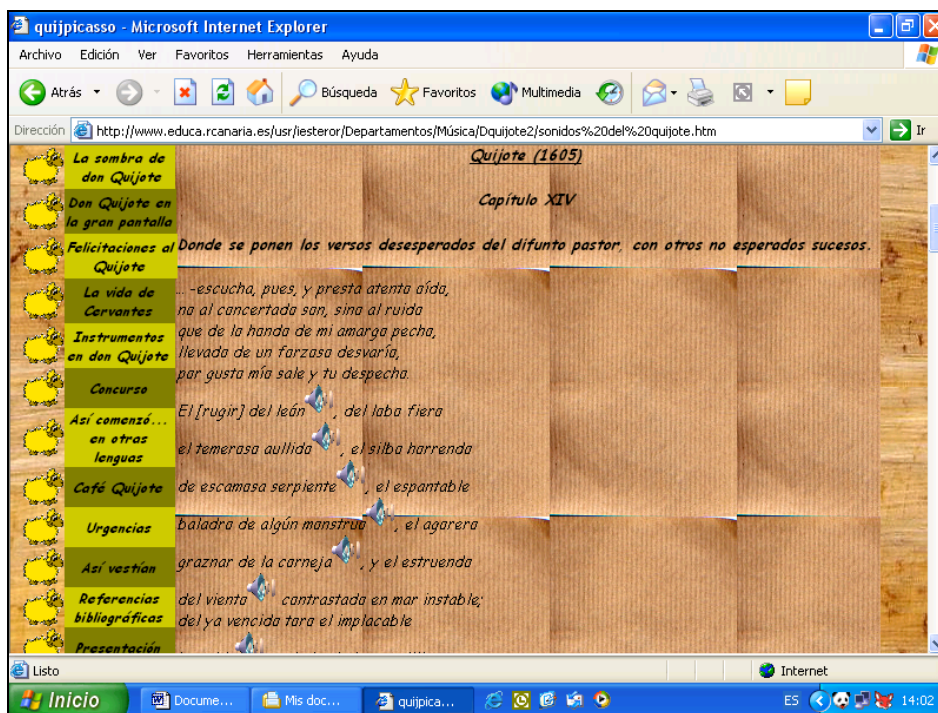 quijpicasso - Microsoft Internet Explorer
Archivo Edición Ver Favoritos Herramientas Ayuda
Atrás Búsqueda Favoritos Multimedia
Dirección http://www.educa.rcanaria.es/usr/iesteror/Departamentos/Música/Dquijote2/sonidos%20del%20quijote.htm Ir
La sombra de
don Quijote
Don Quijote en
la gran pantalla
Felicitaciones al
Quijote
La vida de
Cervantes
Instrumentos
en don Quijote
Concurso
Así comenzó...
en otras
lenguas
Café Quijote
Urgencias
Así vestían
Referencias
bibliográficas
Presentación
Quijote (1605)
Capítulo XIV
Donde se ponen los versos desesperados del difunto pastor, con otros no esperados sucesos.
... -escucha, pues, y presta atento oído,
no al concertado son, sino al ruido
que de lo hondo de mi amargo pecho,
llevado de un forzoso desvarío,
por gusto mío sale y tu despecho.
El [rugir] del león , del lobo fiero
el temeroso aullido , el silbo horrendo
de escamosa serpiente , el espantable
baladro de algún monstruo , el agorero
graznar de la corneja , y el estruendo
del viento contrastado en mar instable;
del ya vencido toro el implacable
Listo Internet
Inicio Docume... Mis doc... quijpica... ES 14:02